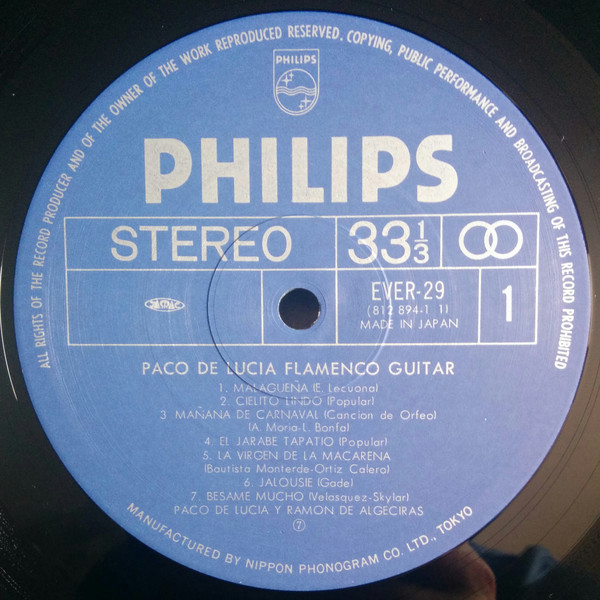 ALL RIGHTS OF THE RECORD PRODUCER AND OF THE OWNER OF THE WORK REPRODUCED RESERVED. COPYING, PUBLIC PERFORMANCE AND BROADCASTING OF THIS RECORD PROHIBITED
PHILIPS
PHILIPS
STEREO 33 1/3
EVER-29
(812 894-1 1)
MADE IN JAPAN
1
PACO DE LUCIA FLAMENCO GUITAR
1. MALAGUEÑA (E. Lecuona)
2. CIELITO LINDO (Popular)
3 MAÑANA DE CARNAVAL (Cancion de Orfeo)
(A. Moria-L. Bonfa)
4. EL JARABE TAPATIO (Popular)
5. LA VIRGEN DE LA MACARENA
(Bautista Monterde-Ortiz Calero)
6. JALOUSIE (Gade)
7. BESAME MUCHO (Velasquez-Skylar)
PACO DE LUCIA Y RAMON DE ALGECIRAS
⑦
MANUFACTURED BY NIPPON PHONOGRAM CO. LTD., TOKYO